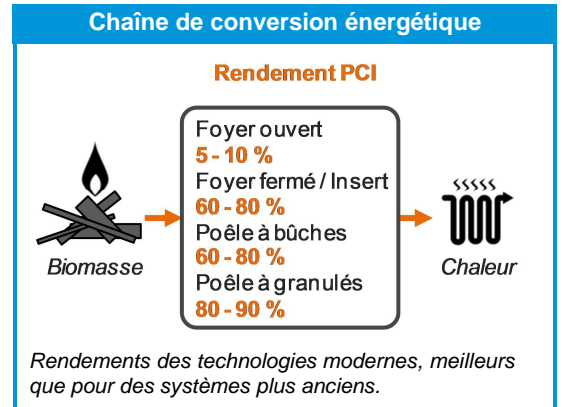 Chaîne de conversion énergétique
Rendement PCI
Foyer ouvert
5 - 10 %
Foyer fermé / Insert
60 - 80 %
Poêle à bûches
60 - 80 %
Poêle à granulés
80 - 90 %
Biomasse
Chaleur
Rendements des technologies modernes, meilleurs
que pour des systèmes plus anciens.